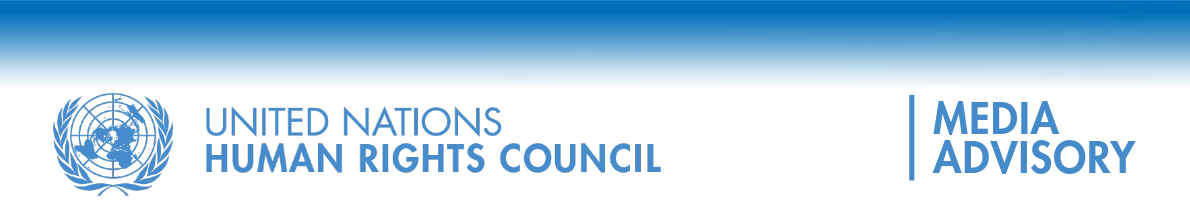 UNITED NATIONS
HUMAN RIGHTS COUNCIL
MEDIA
ADVISORY